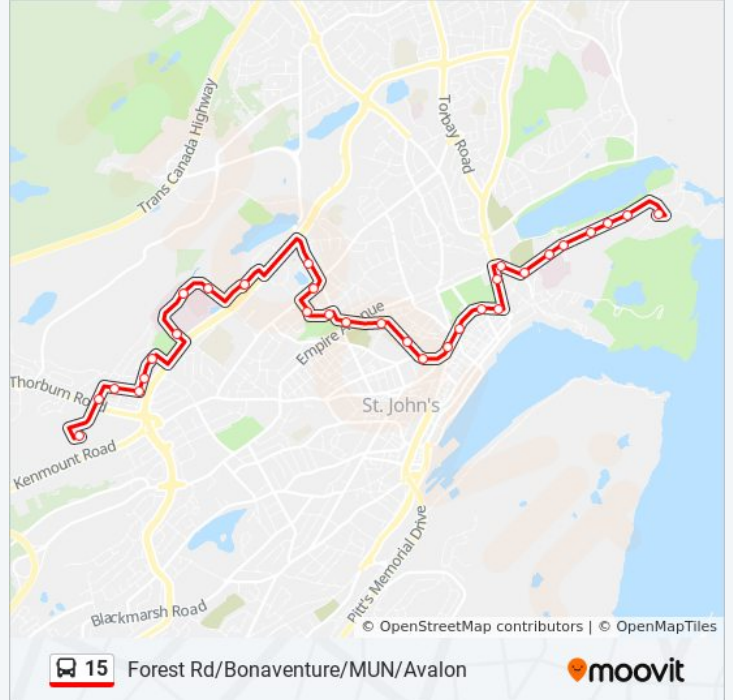 Trans Canada Highway
Torbay Road
Empire Avenue
Thorburn Road
St. John's
Kenmount Road
Pitt's Memorial Drive
Blackmarsh Road
© OpenStreetMap contributors | © OpenMapTiles
15 Forest Rd/Bonaventure/MUN/Avalon
moovit